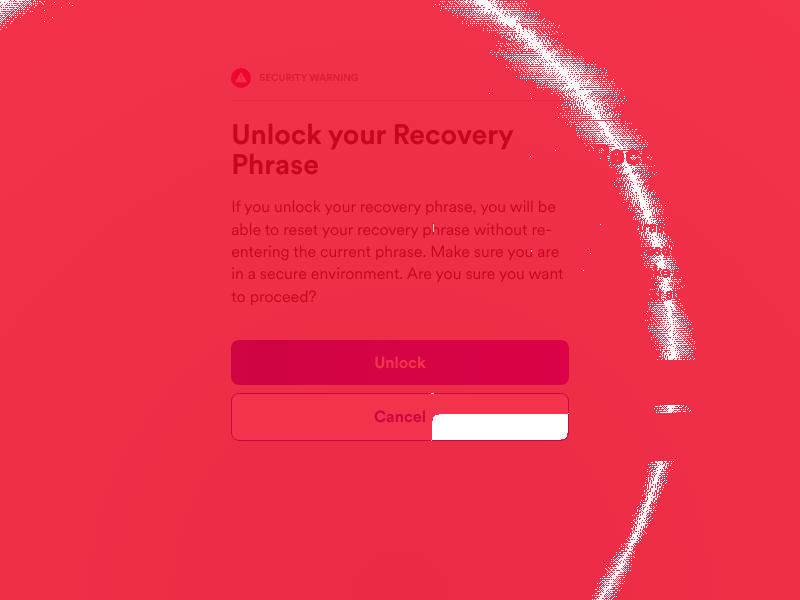 SECURITY WARNING
Unlock your Recovery
Phrase
If you unlock your recovery phrase, you will be
able to reset your recovery phrase without re-
entering the current phrase. Make sure you are
in a secure environment. Are you sure you want
to proceed?
Unlock
Cancel